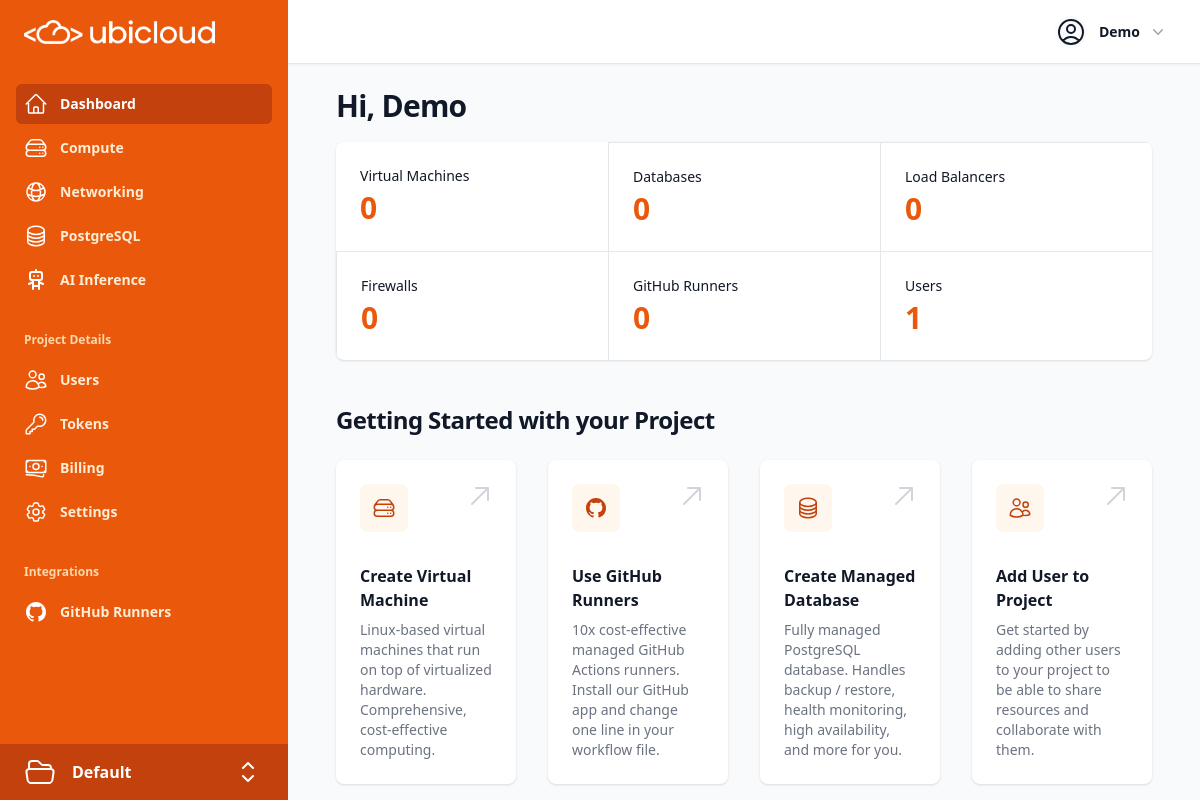 ubicloud
Demo
Dashboard
Compute
Networking
PostgreSQL
AI Inference
Project Details
Users
Tokens
Billing
Settings
Integrations
GitHub Runners
Default
Hi, Demo
Virtual Machines
0
Databases
0
Load Balancers
0
Firewalls
0
GitHub Runners
0
Users
1
Getting Started with your Project
Create Virtual
Machine
Linux-based virtual
machines that run
on top of virtualized
hardware.
Comprehensive,
cost-effective
computing.
Use GitHub
Runners
10x cost-effective
managed GitHub
Actions runners.
Install our GitHub
app and change
one line in your
workflow file.
Create Managed
Database
Fully managed
PostgreSQL
database. Handles
backup / restore,
health monitoring,
high availability,
and more for you.
Add User to
Project
Get started by
adding other users
to your project to
be able to share
resources and
collaborate with
them.